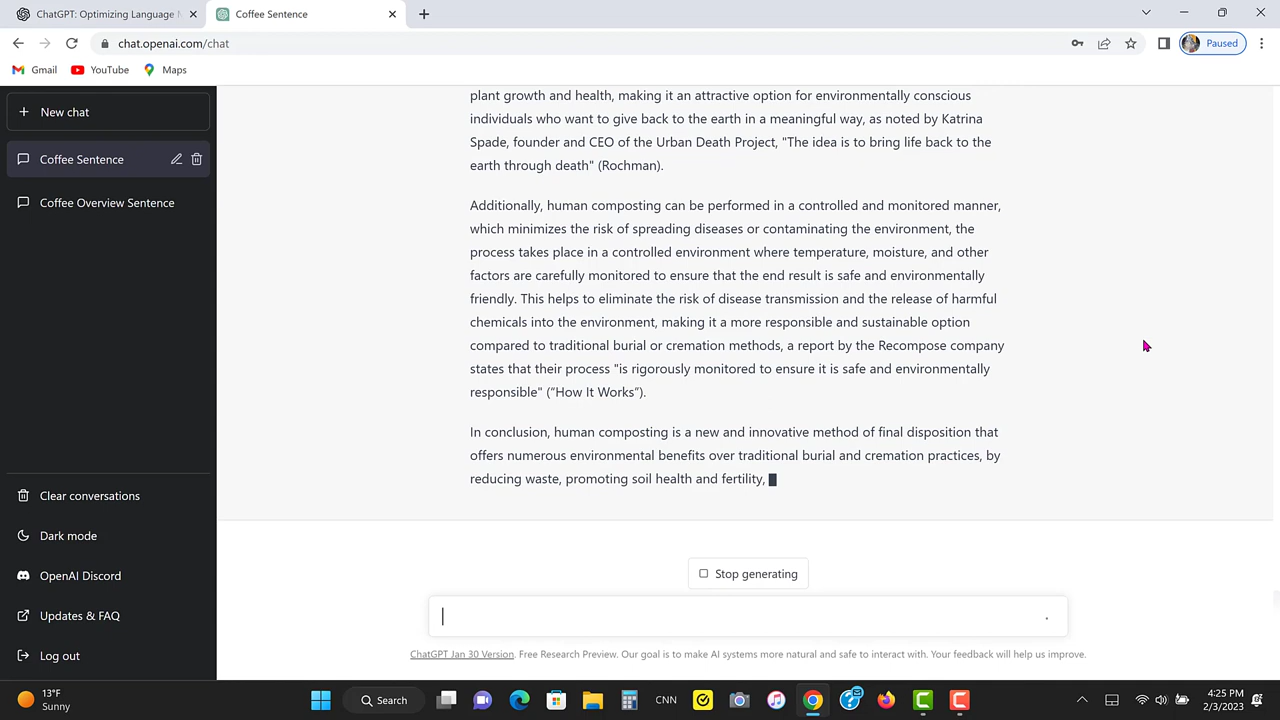 ChatGPT: Optimizing Language
Coffee Sentence
chat.openai.com/chat
Paused
Gmail
YouTube
Maps
New chat
Coffee Sentence
Coffee Overview Sentence
plant growth and health, making it an attractive option for environmentally conscious
individuals who want to give back to the earth in a meaningful way, as noted by Katrina
Spade, founder and CEO of the Urban Death Project, "The idea is to bring life back to the
earth through death" (Rochman).
Additionally, human composting can be performed in a controlled and monitored manner,
which minimizes the risk of spreading diseases or contaminating the environment, the
process takes place in a controlled environment where temperature, moisture, and other
factors are carefully monitored to ensure that the end result is safe and environmentally
friendly. This helps to eliminate the risk of disease transmission and the release of harmful
chemicals into the environment, making it a more responsible and sustainable option
compared to traditional burial or cremation methods, a report by the Recompose company
states that their process "is rigorously monitored to ensure it is safe and environmentally
responsible" ("How It Works").
In conclusion, human composting is a new and innovative method of final disposition that
offers numerous environmental benefits over traditional burial and cremation practices, by
reducing waste, promoting soil health and fertility,
Clear conversations
Dark mode
OpenAI Discord
Updates & FAQ
Log out
Stop generating
ChatGPT Jan 30 Version. Free Research Preview. Our goal is to make AI systems more natural and safe to interact with. Your feedback will help us improve.
13°F
Sunny
Search
CNN
4:25 PM
2/3/2023